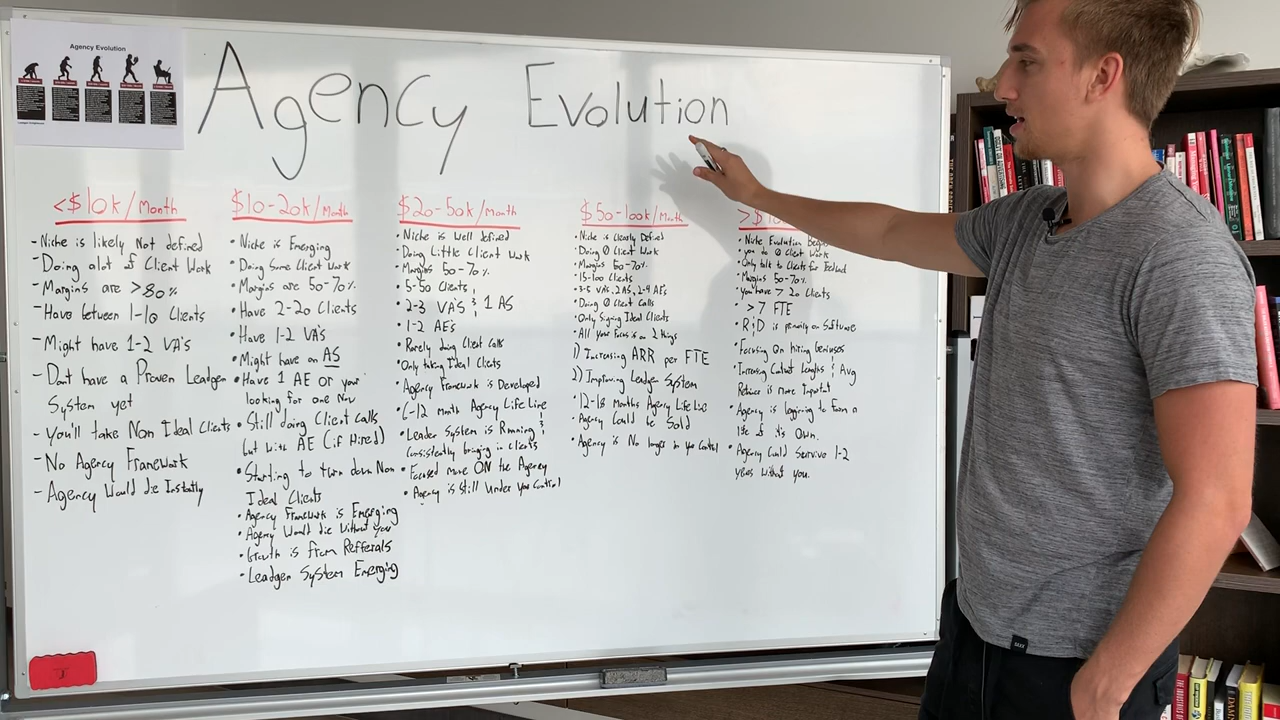 Agency Evolution
Agency Evolution
<$10k/Month
- Niche is likely Not defined
- Doing alot of Client Work
- Margins are >80%
- Have between 1-10 Clients
- Might have 1-2 VA's
- Dont have a Proven Leadgen
System yet
- You'll take Non Ideal Clients
- No Agency Framework
- Agency Would die Instantly
$10-20k/Month
• Niche is Emerging
• Doing Some Client Work
• Margins are 50-70%.
• Have 2-20 Clients
• Have 1-2 VA's
• Might have an AS
• Have 1 AE or your
looking for one Now
• Still doing Client Calls
but with AE (if Hired)
• Starting to turn down Non
Ideal Clients
• Agency Framework is Emerging
• Agency Would die Without you
• Growth is from Refferals
• Leadgen System Emerging
$20-50k/Month
• Niche is Well defined
• Doing Little Client Work
• Margins 50-70%.
• 5-50 Clients
• 2-3 VA'S & 1 AS
• 1-2 AE's
• Rarely doing Client Calls
• Only taking Ideal Clients
• Agency Framework is Developed
• 6-12 month Agency Life Line
• Leadgen System is Running &
Consistently bringing in clients
• Focused more ON the Agency
• Agency is Still Under Your Control
$50-100k/Month
• Niche is Clearly Defined
• Doing 0 Client Work
• Margins 50-70%.
• 15-100 Clients
• 3-5 VAs, 2 AS, 2-4 AE's
• Doing 0 Client Calls
• Only Signing Ideal Clients
• All Your Focus is on 2 things
1) Increasing ARR per FTE
2) Improving Leadgen System
• 12-18 Months Agency Life Line
• Agency Could be Sold
• Agency is No longer in Your Control
>$10
• Niche Evolution Begins
• you do 0 Client Work
• Only talk to Clients for
• Margins 50-70%.
• You have > 20 Clients
• >7 FTE
• R&D is on Software
• Focusing On hiring Geniuses
• Increasing Contract Lengths & Avg
Retainer is more Important
• Agency is beginning to form a
life of its Own.
• Agency Could Survive 1-2
years without you.